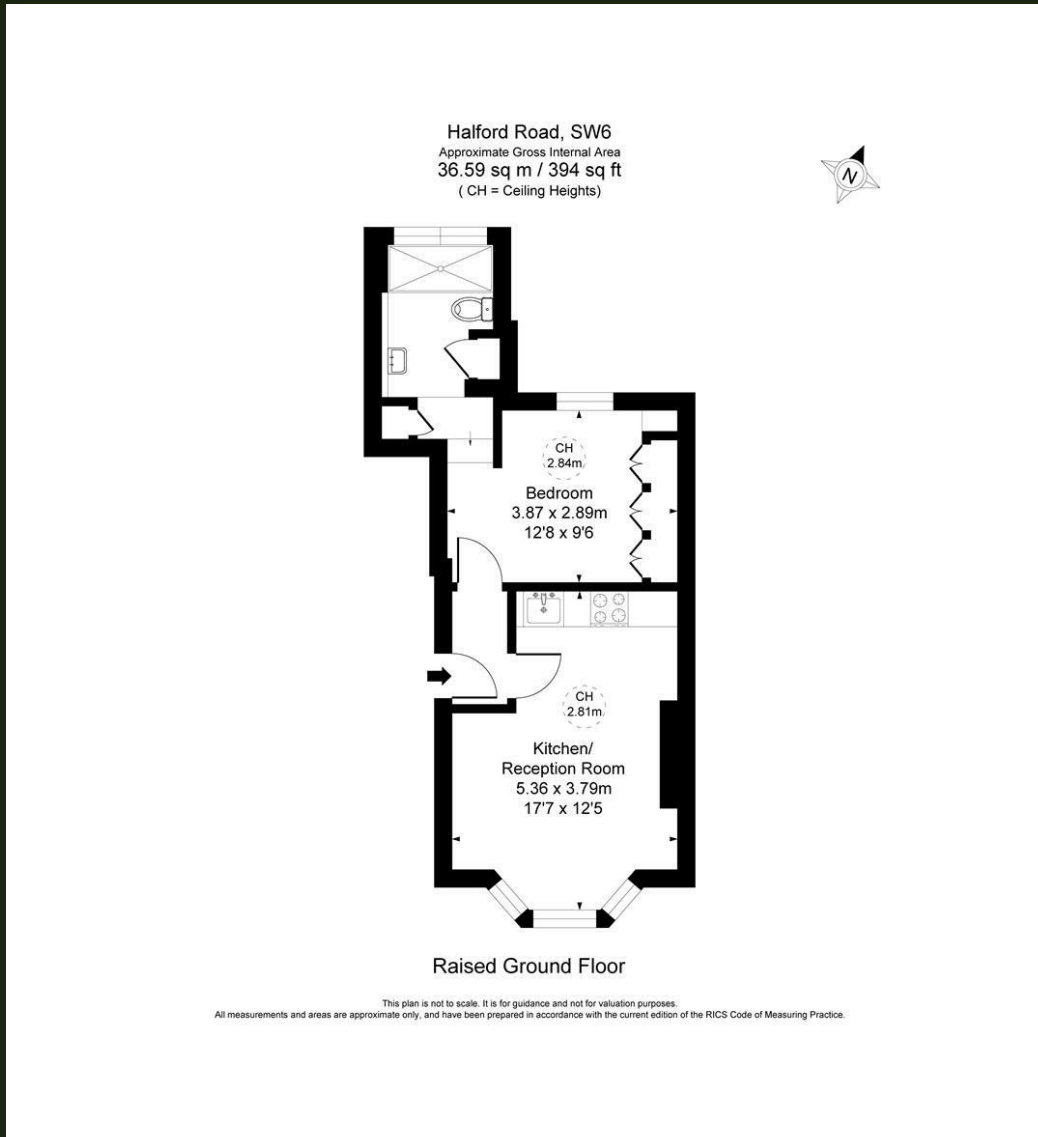 Halford Road, SW6
Approximate Gross Internal Area
36.59 sq m / 394 sq ft
( CH = Ceiling Heights)
N
CH
2.84m
Bedroom
3.87 x 2.89m
12'8 x 9'6
CH
2.81m
Kitchen/
Reception Room
5.36 x 3.79m
17'7 x 12'5
Raised Ground Floor
This plan is not to scale. It is for guidance and not for valuation purposes.
All measurements and areas are approximate only, and have been prepared in accordance with the current edition of the RICS Code of Measuring Practice.